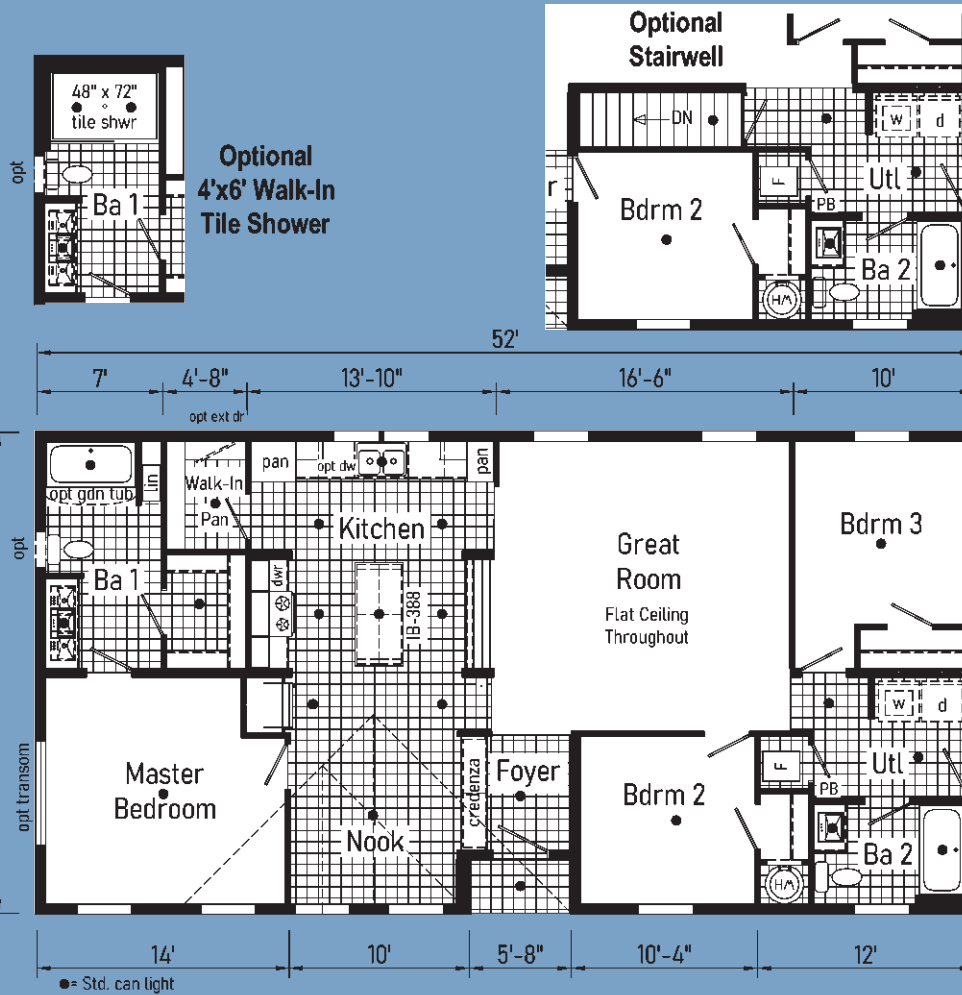 Optional
Stairwell
48" x 72"
tile shwr
opt
Ba 1
Optional
4'x6' Walk-In
Tile Shower
DN
w
d
F
Utl
PB
Bdrm 2
Ba 2
HW
52'
7'
4'-8"
13'-10"
16'-6"
10'
opt ext dr
pan
opt dw
pan
lin
opt gdn tub
Walk-In
Pan
Kitchen
Great
Room
Flat Ceiling
Throughout
Bdrm 3
opt
Ba 1
dwr
IB-388
w
d
F
Utl
PB
Master
Bedroom
credenza
Foyer
Bdrm 2
opt transom
Nook
Ba 2
HW
14'
10'
5'-8"
10'-4"
12'
●= Std. can light